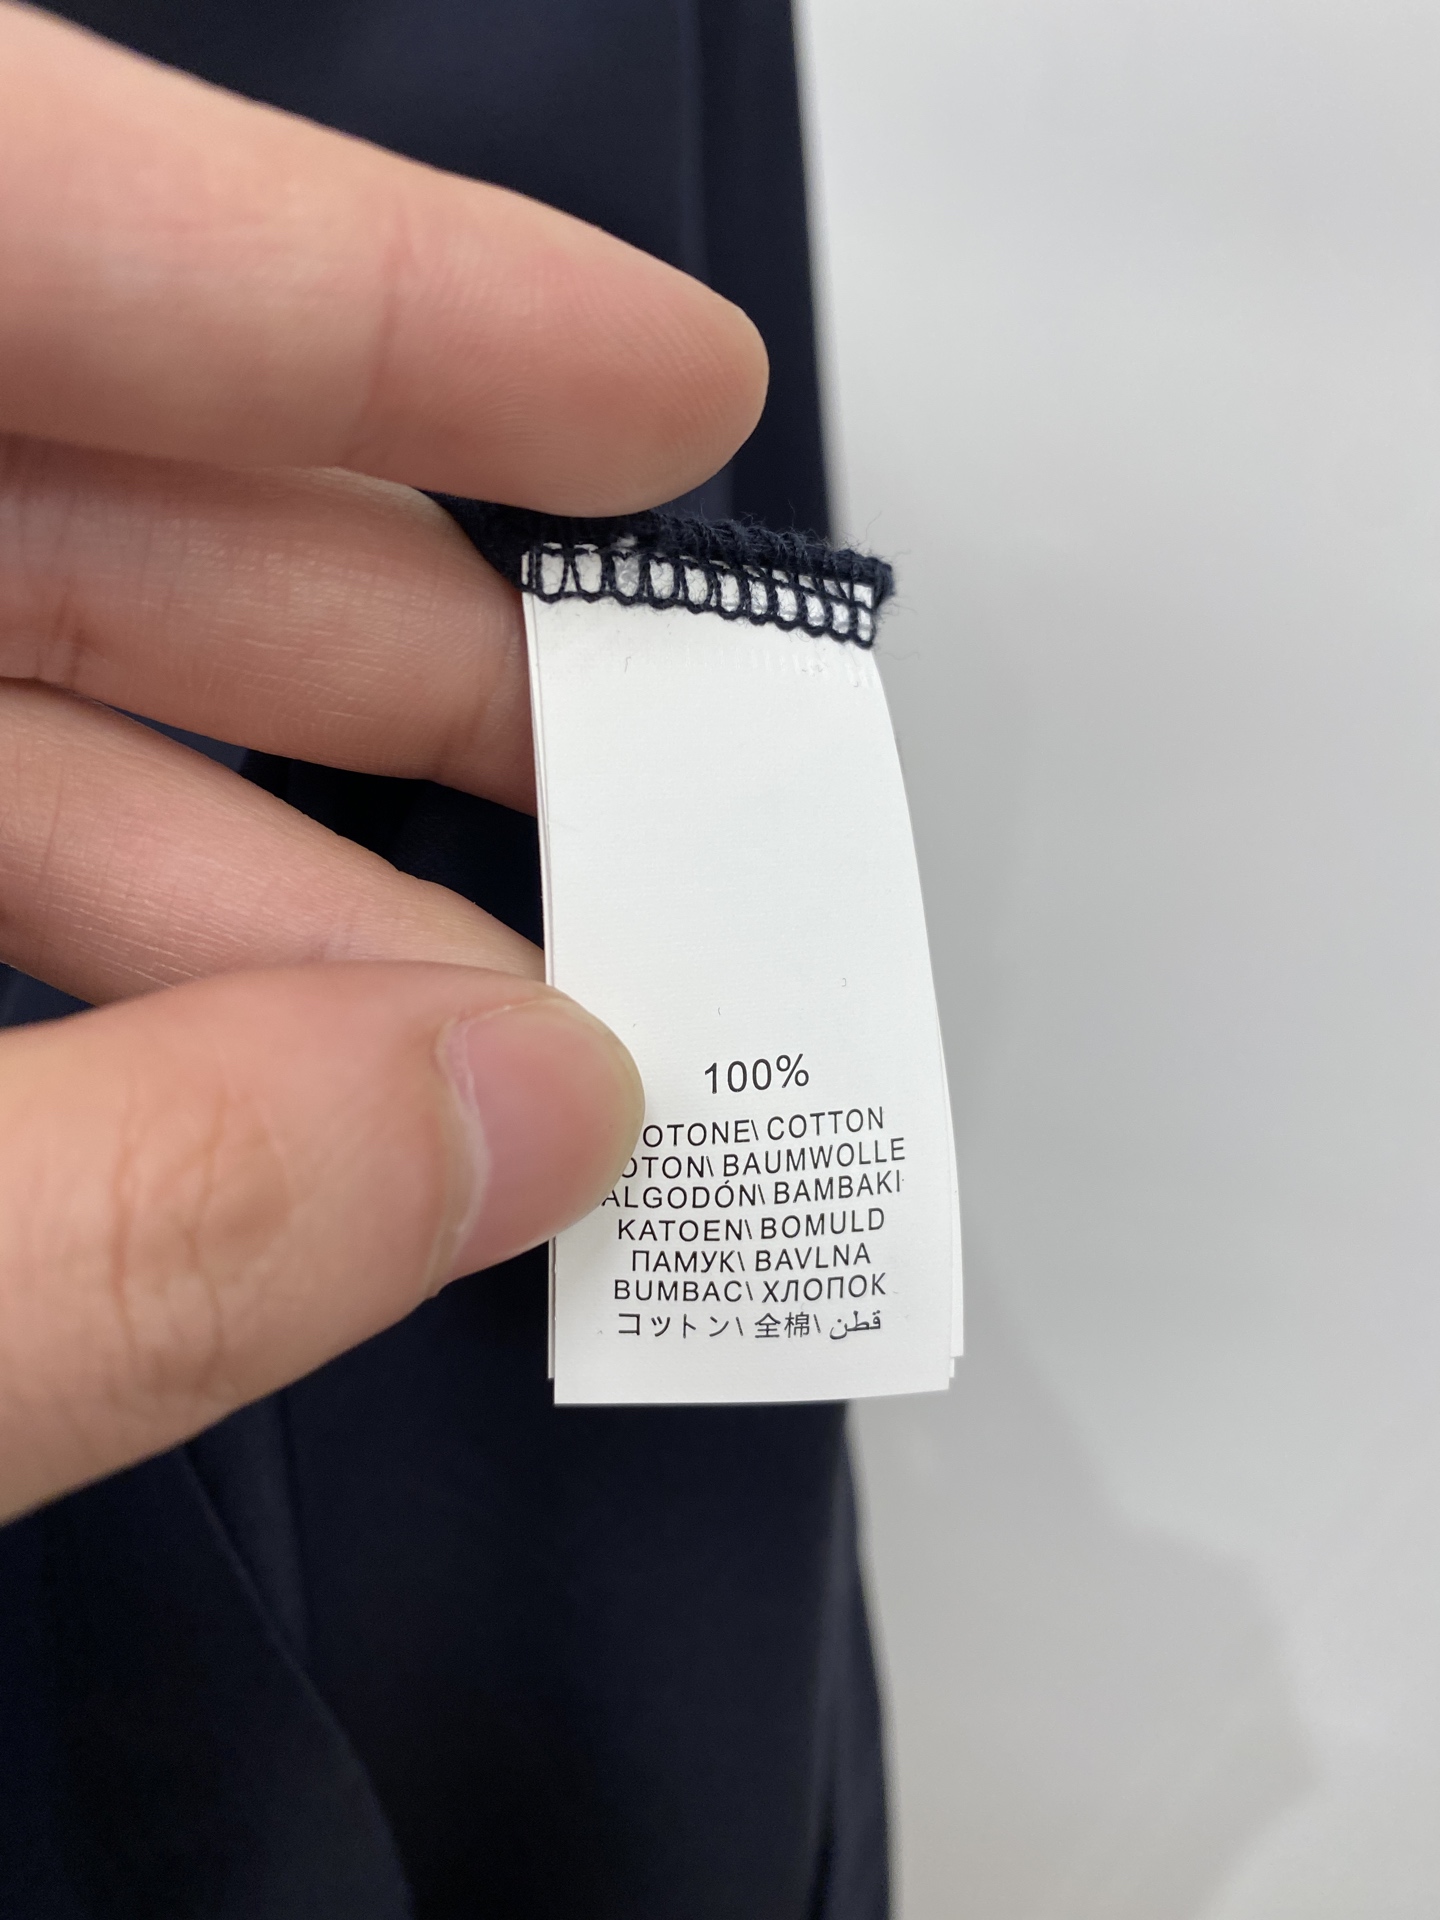 100%
OTONE\ COTTON
OTON\ BAUMWOLLE
ALGODÓN\ BAMBAKI
KATOEN\ BOMULD
ПАМУК\ BAVLNA
BUMBAC\ ХЛОПОК
コットン\ 全棉\ قطن